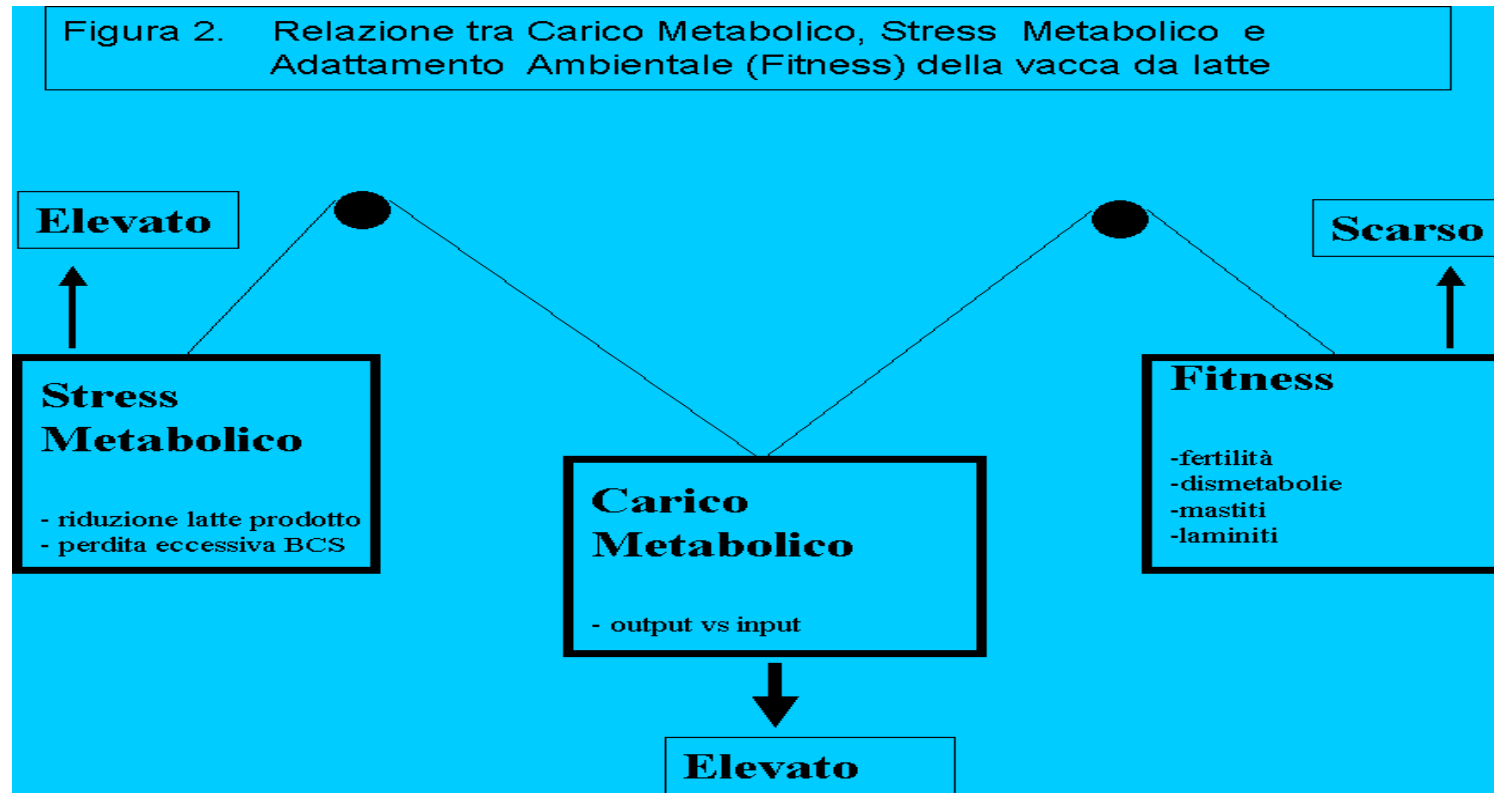 Figura 2. Relazione tra Carico Metabolico, Stress Metabolico e
Adattamento Ambientale (Fitness) della vacca da latte
Elevato
Scarso
Stress
Metabolico
- riduzione latte prodotto
- perdita eccessiva BCS
Carico
Metabolico
- output vs input
Fitness
-fertilità
-dismetabolie
-mastiti
-laminiti
Elevato